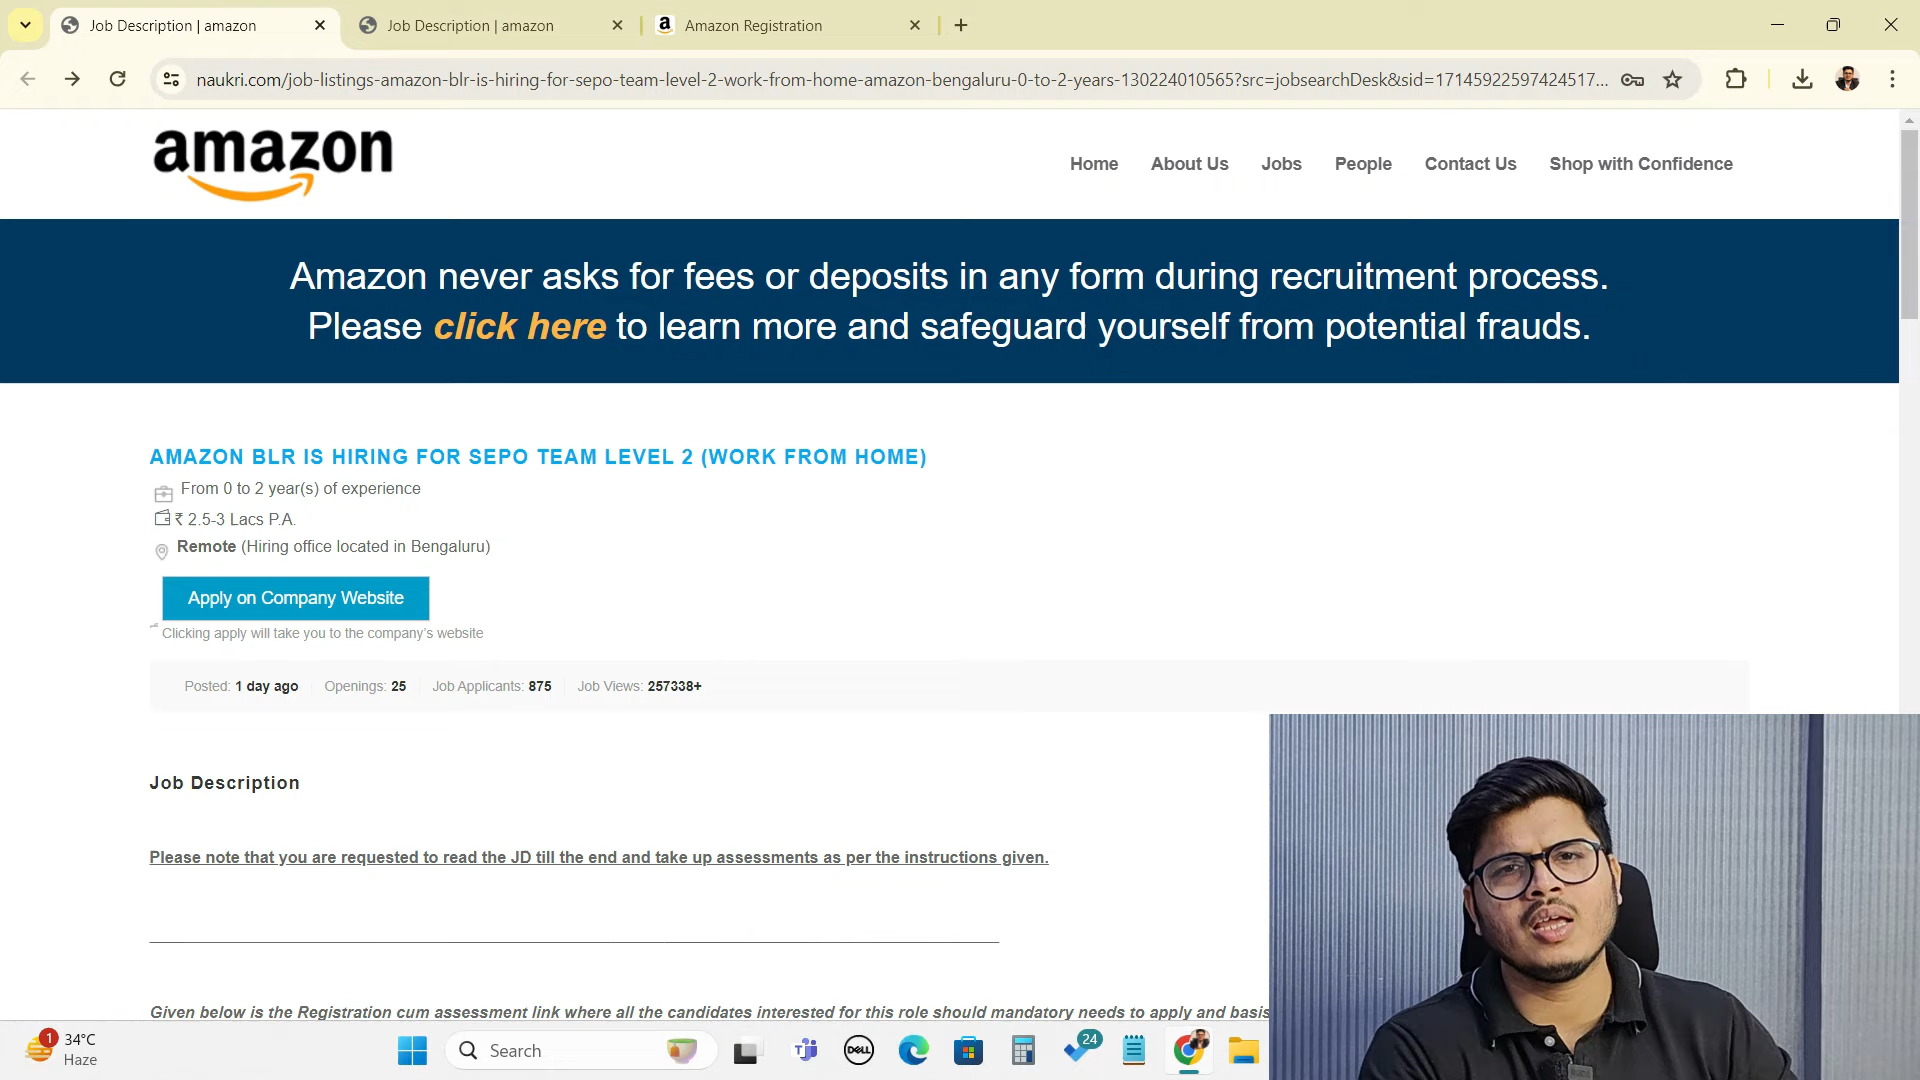 Job Description | amazon
Job Description | amazon
Amazon Registration
naukri.com/job-listings-amazon-blr-is-hiring-for-sepo-team-level-2-work-from-home-amazon-bengaluru-0-to-2-years-130224010565?src=jobsearchDesk&sid=17145922597424517...
amazon
Home About Us Jobs People Contact Us Shop with Confidence
Amazon never asks for fees or deposits in any form during recruitment process.
Please click here to learn more and safeguard yourself from potential frauds.
AMAZON BLR IS HIRING FOR SEPO TEAM LEVEL 2 (WORK FROM HOME)
From 0 to 2 year(s) of experience
₹ 2.5-3 Lacs P.A.
Remote (Hiring office located in Bengaluru)
Apply on Company Website
Clicking apply will take you to the company's website
Posted: 1 day ago Openings: 25 Job Applicants: 875 Job Views: 257338+
Job Description
Please note that you are requested to read the JD till the end and take up assessments as per the instructions given.
Given below is the Registration cum assessment link where all the candidates interested for this role should mandatory needs to apply and basis
1 34°C
Haze
Search
DELL
24